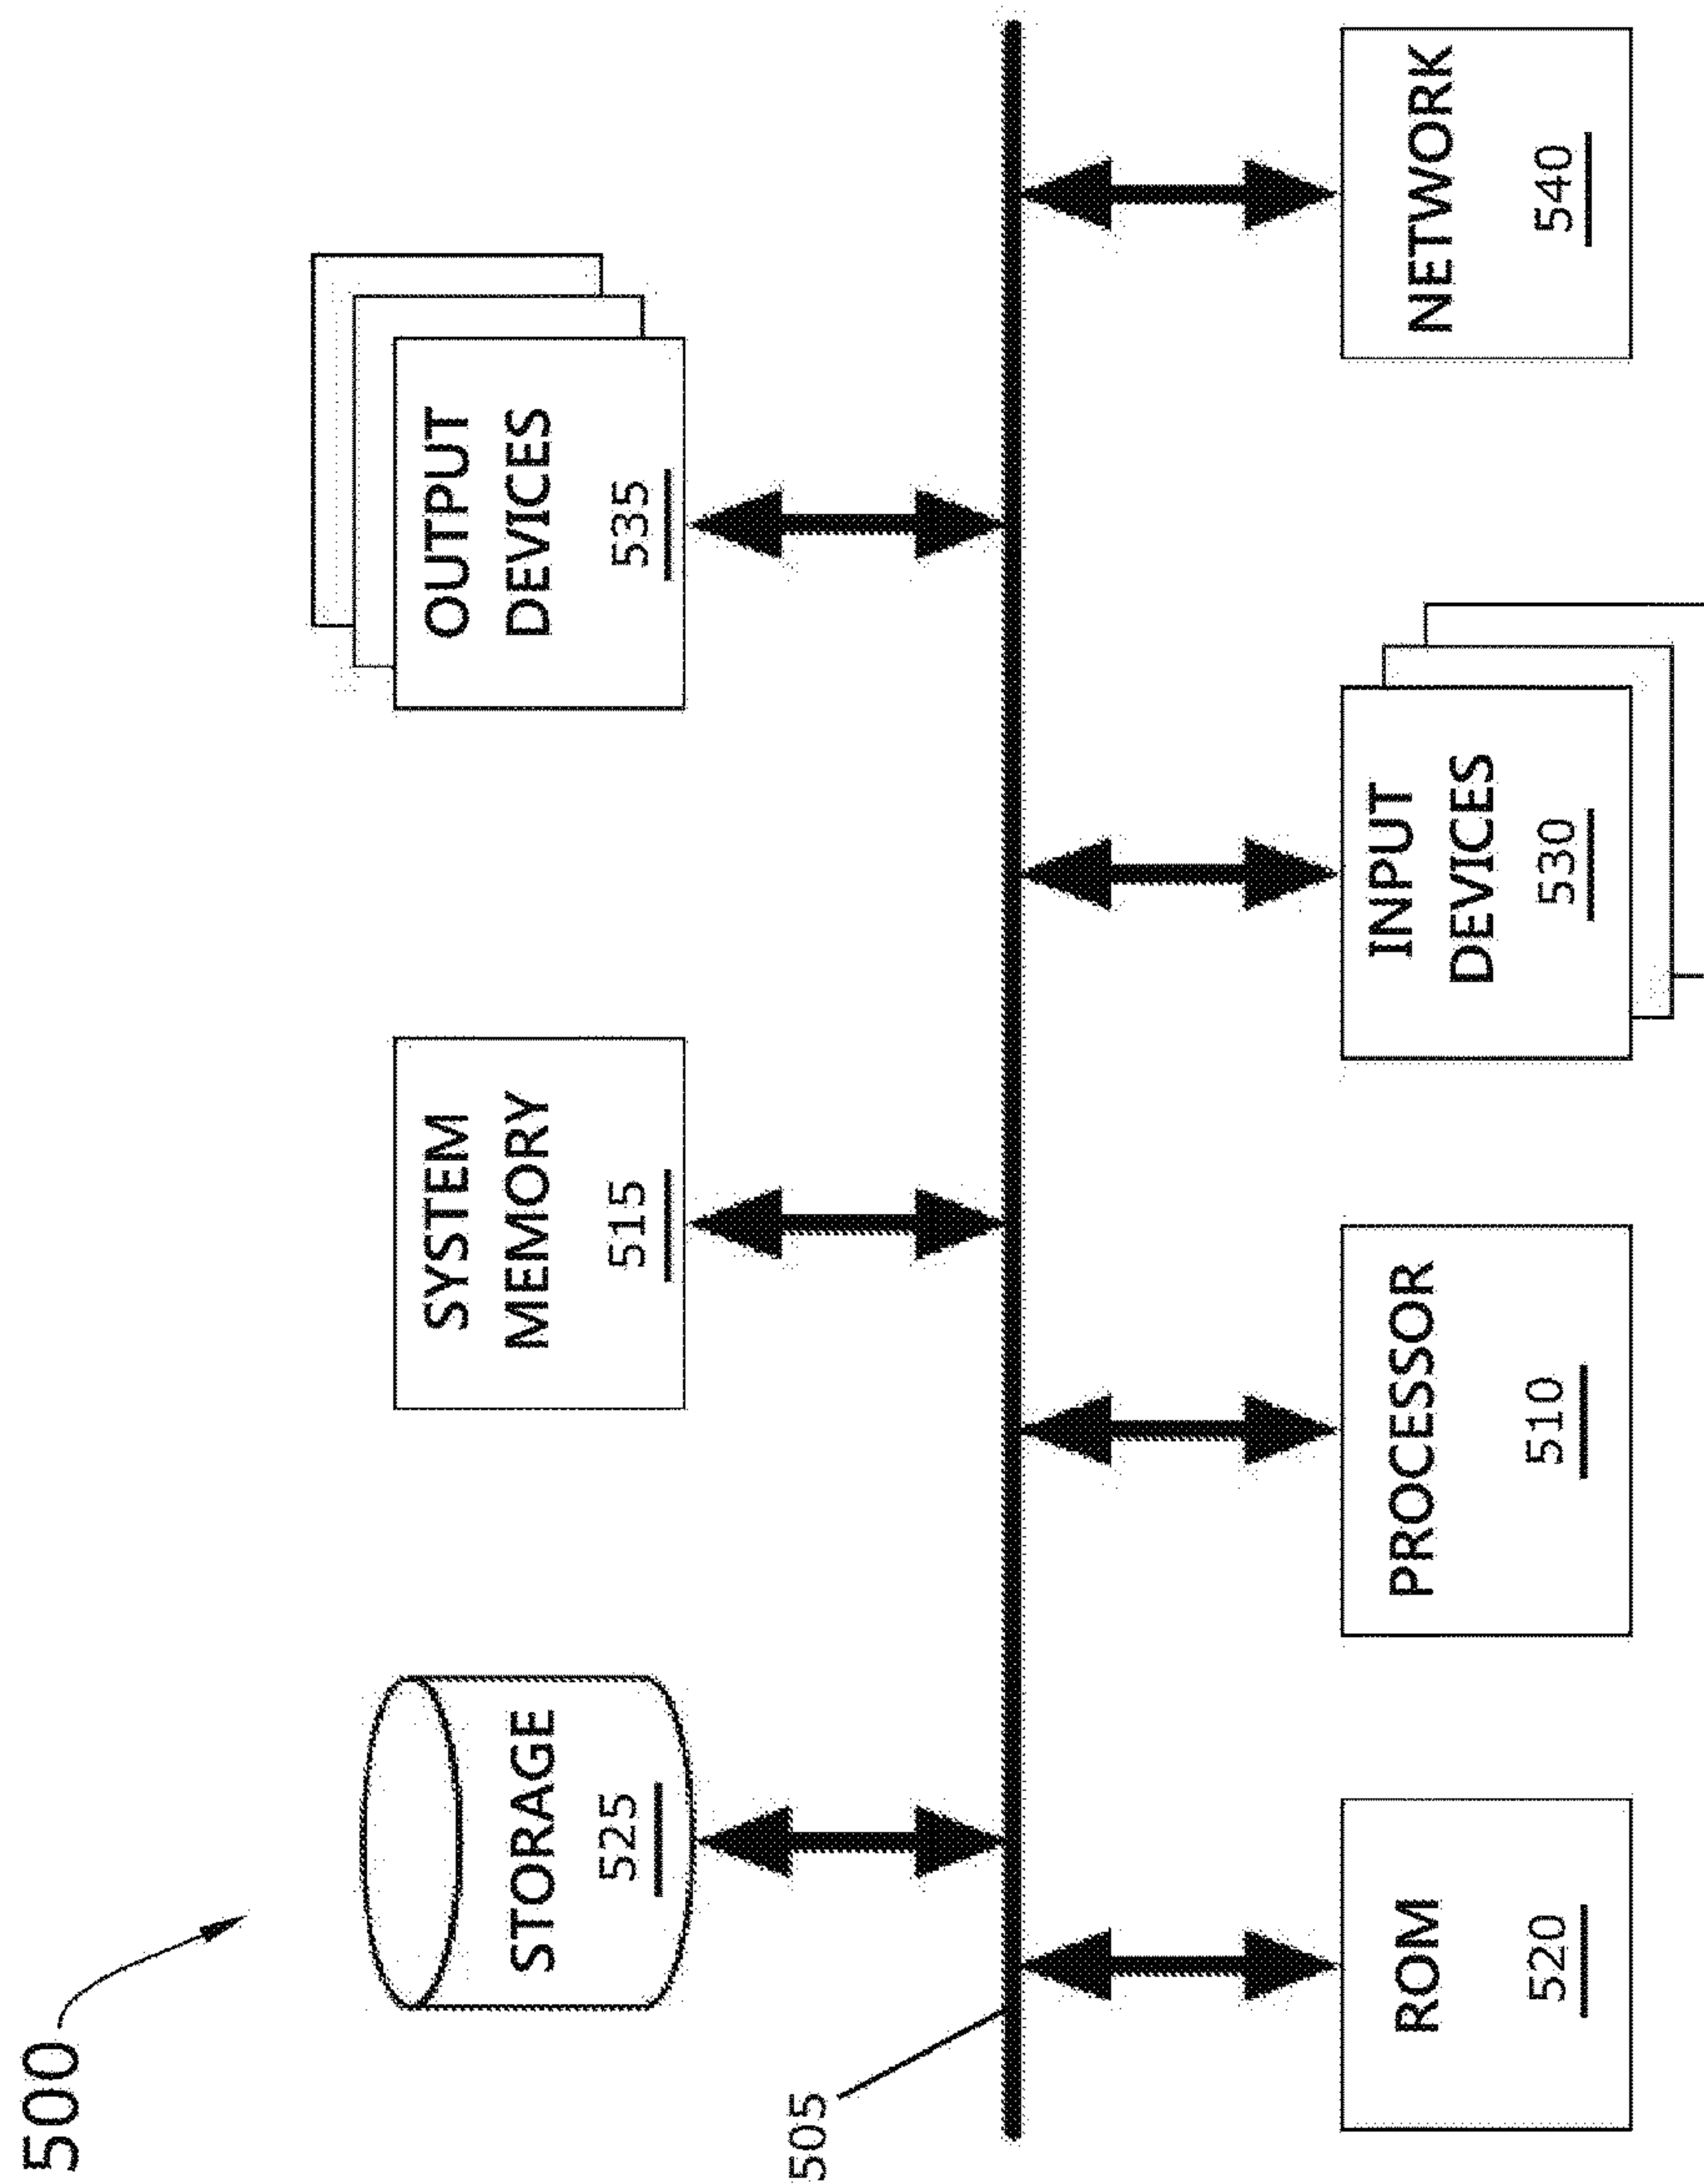 500
STORAGE
525
SYSTEM
MEMORY
515
OUTPUT
DEVICES
535
505
ROM
520
PROCESSOR
510
INPUT
DEVICES
530
NETWORK
540